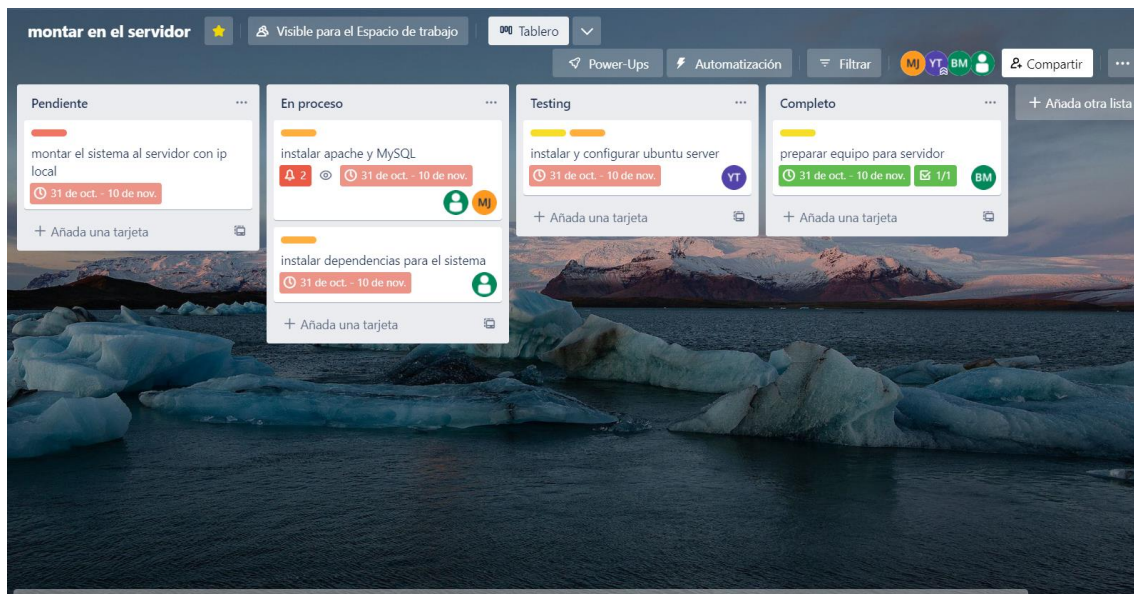 montar en el servidor
Visible para el Espacio de trabajo
Tablero
Power-Ups
Automatización
Filtrar
MJ
YT
BM
Compartir
...
Pendiente
...
montar el sistema al servidor con ip
local
31 de oct. - 10 de nov.
+ Añada una tarjeta
En proceso
...
instalar apache y MySQL
2
31 de oct. - 10 de nov.
MJ
instalar dependencias para el sistema
31 de oct. - 10 de nov.
+ Añada una tarjeta
Testing
...
instalar y configurar ubuntu server
31 de oct. - 10 de nov.
YT
+ Añada una tarjeta
Completo
...
preparar equipo para servidor
31 de oct. - 10 de nov.
1/1
BM
+ Añada una tarjeta
+ Añada otra lista